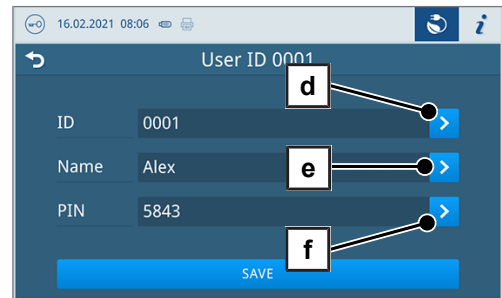 16.02.2021 08:06
i
User ID 0001
d
ID 0001
Name Alex
e
PIN 5843
f
SAVE